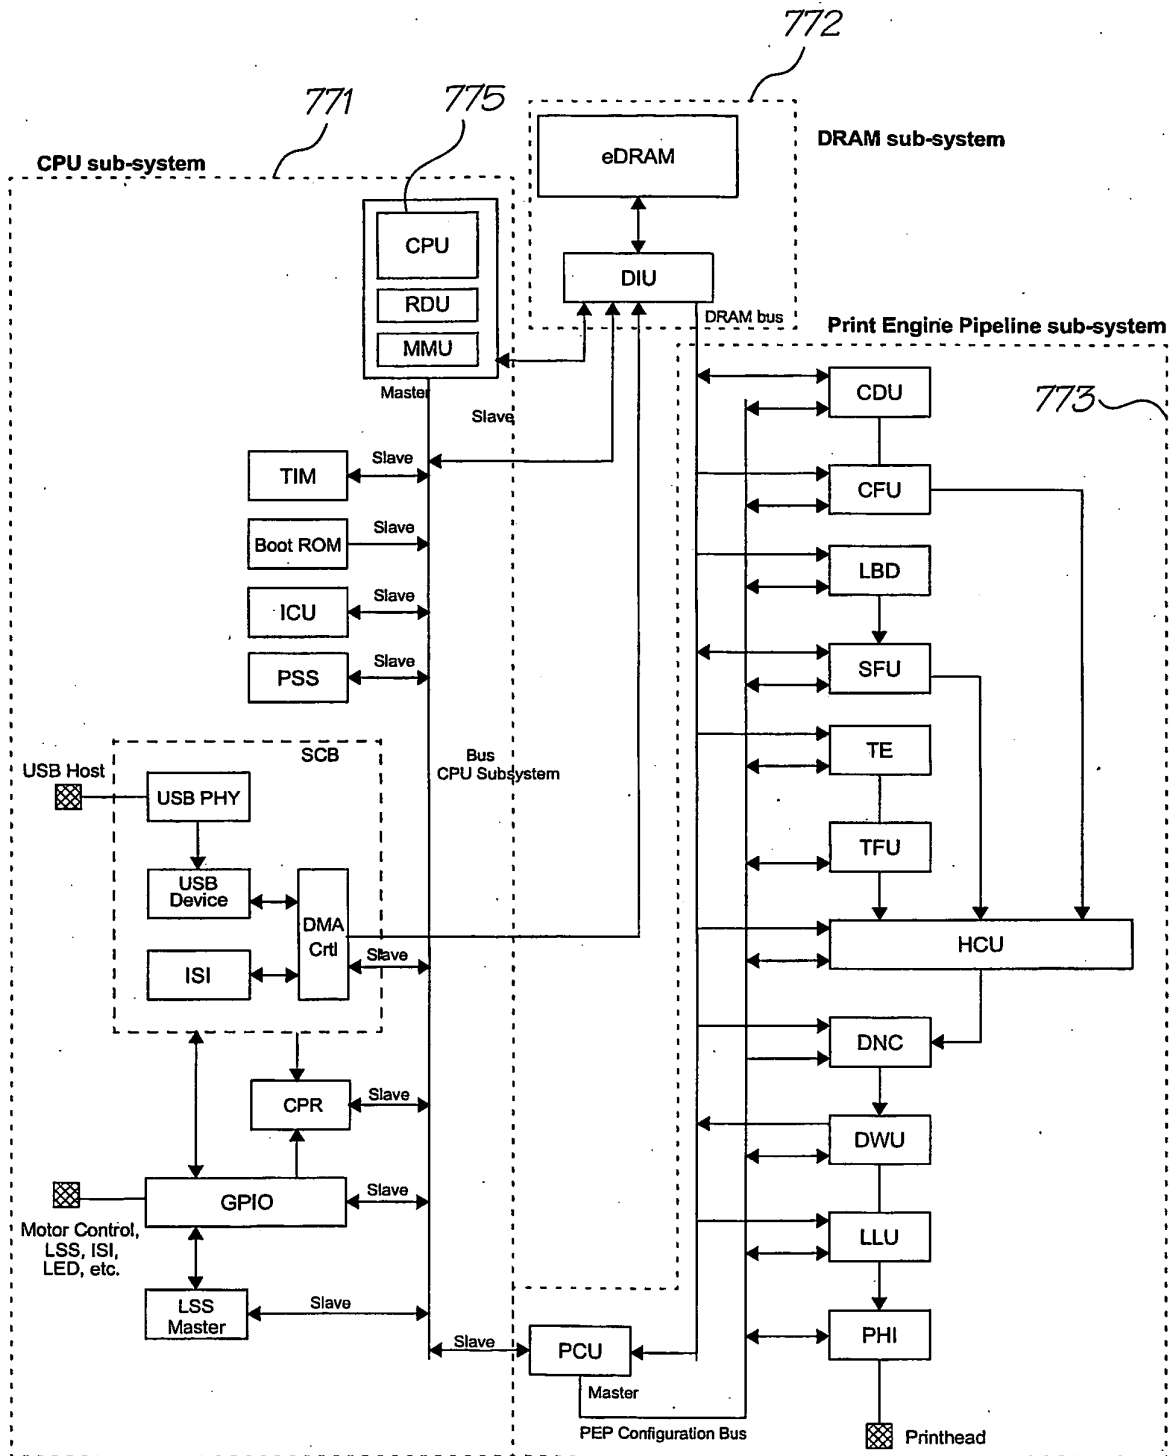 772
771
775
DRAM sub-system
CPU sub-system
eDRAM
CPU
RDU
MMU
DIU
DRAM bus
Print Engine Pipeline sub-system
Master
Slave
773
CDU
TIM
Slave
CFU
Boot ROM
Slave
LBD
ICU
Slave
PSS
Slave
SFU
SCB
Bus
CPU Subsystem
TE
USB Host
USB PHY
TFU
USB
Device
DMA
Crtl
Slave
ISI
HCU
DNC
CPR
Slave
DWU
GPIO
Slave
Motor Control,
LSS, ISI,
LED, etc.
LLU
LSS
Master
Slave
PHI
Slave
PCU
Master
PEP Configuration Bus
Printhead